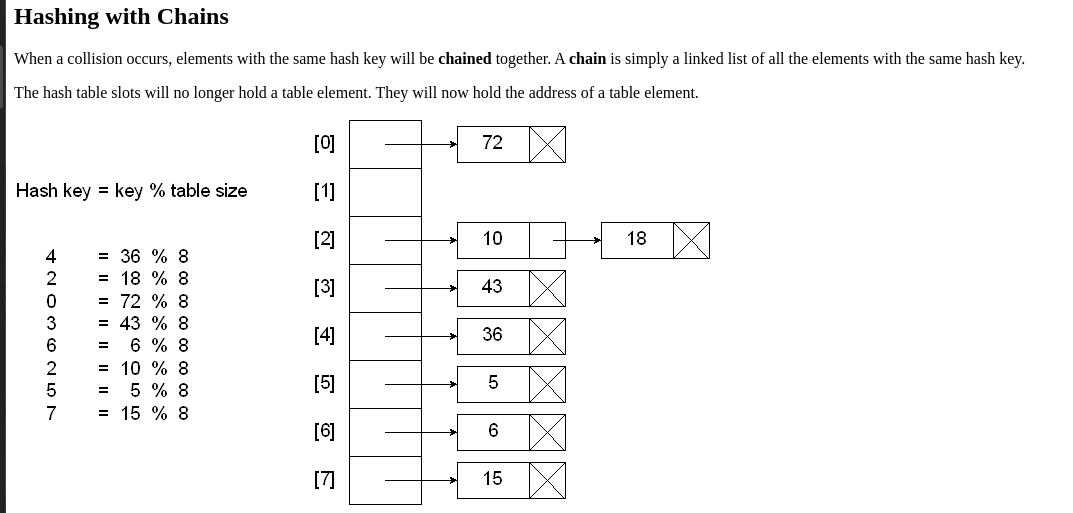 Hashing with Chains
When a collision occurs, elements with the same hash key will be chained together. A chain is simply a linked list of all the elements with the same hash key.
The hash table slots will no longer hold a table element. They will now hold the address of a table element.
Hash key = key % table size
4 = 36 % 8
2 = 18 % 8
0 = 72 % 8
3 = 43 % 8
6 = 6 % 8
2 = 10 % 8
5 = 5 % 8
7 = 15 % 8
[0] 72
[1]
[2] 10 18
[3] 43
[4] 36
[5] 5
[6] 6
[7] 15